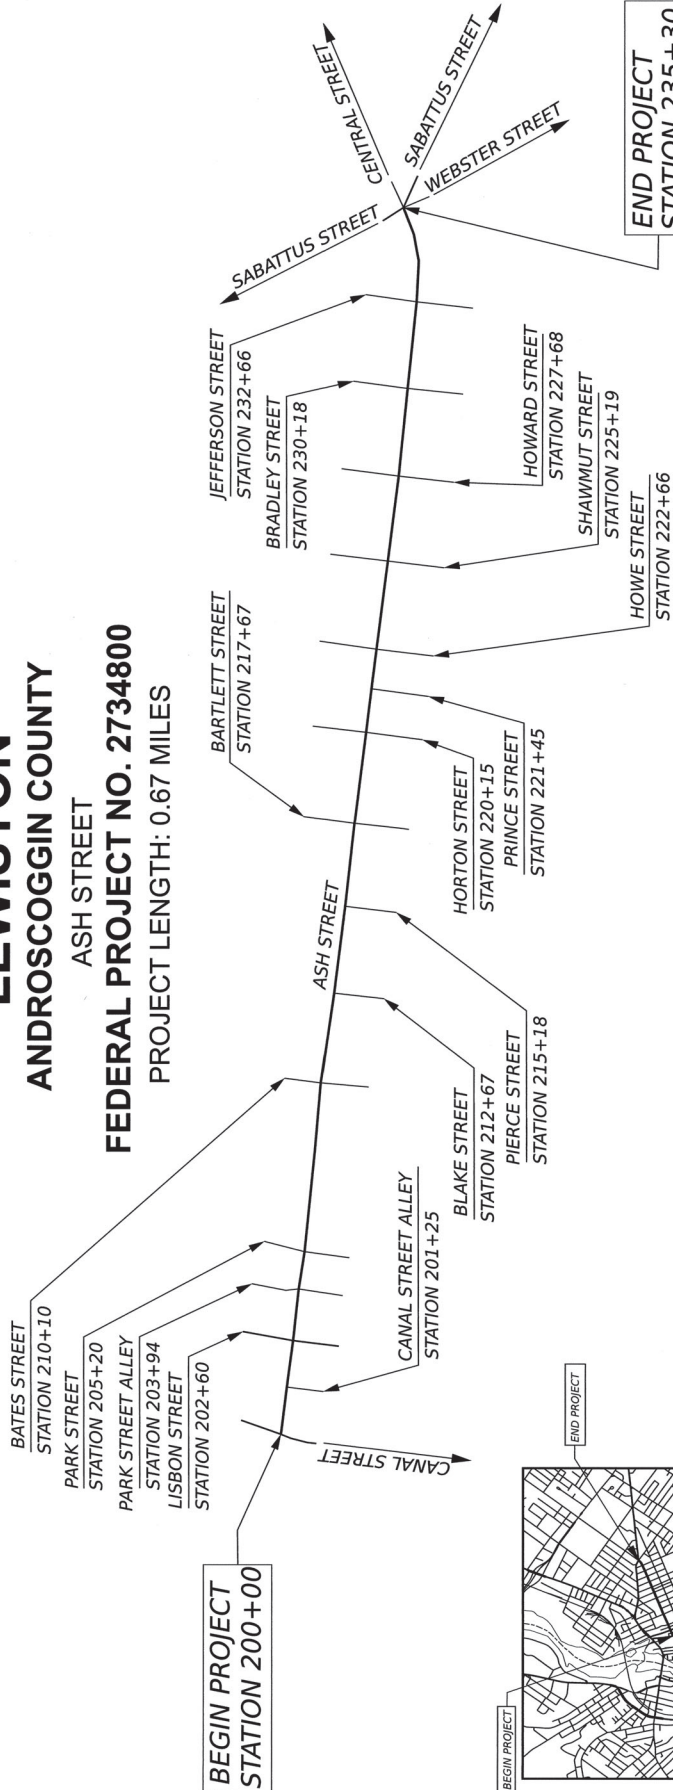 LEWISTON
ANDROSCOGGIN COUNTY
ASH STREET
FEDERAL PROJECT NO. 2734800
PROJECT LENGTH: 0.67 MILES
BATES STREET
STATION 210+10
PARK STREET
STATION 205+20
PARK STREET ALLEY
STATION 203+94
LISBON STREET
STATION 202+60
BEGIN PROJECT
STATION 200+00
CANAL STREET
CANAL STREET ALLEY
STATION 201+25
BLAKE STREET
STATION 212+67
PIERCE STREET
STATION 215+18
ASH STREET
BARTLETT STREET
STATION 217+67
HORTON STREET
STATION 220+15
PRINCE STREET
STATION 221+45
HOWE STREET
STATION 222+66
SHAWMUT STREET
STATION 225+19
HOWARD STREET
STATION 227+68
BRADLEY STREET
STATION 230+18
JEFFERSON STREET
STATION 232+66
SABATTUS STREET
CENTRAL STREET
SABATTUS STREET
WEBSTER STREET
END PROJECT
STATION 235+30
BEGIN PROJECT
END PROJECT